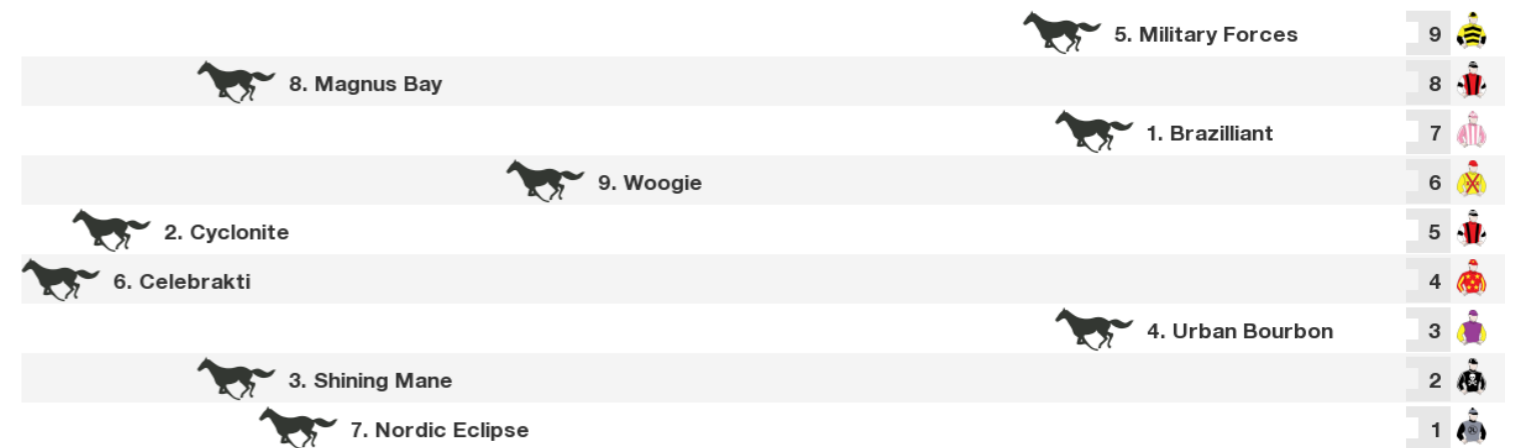 5. Military Forces 9
8. Magnus Bay 8
1. Brazilliant 7
9. Woogie 6
2. Cyclonite 5
6. Celebrakti 4
4. Urban Bourbon 3
3. Shining Mane 2
7. Nordic Eclipse 1